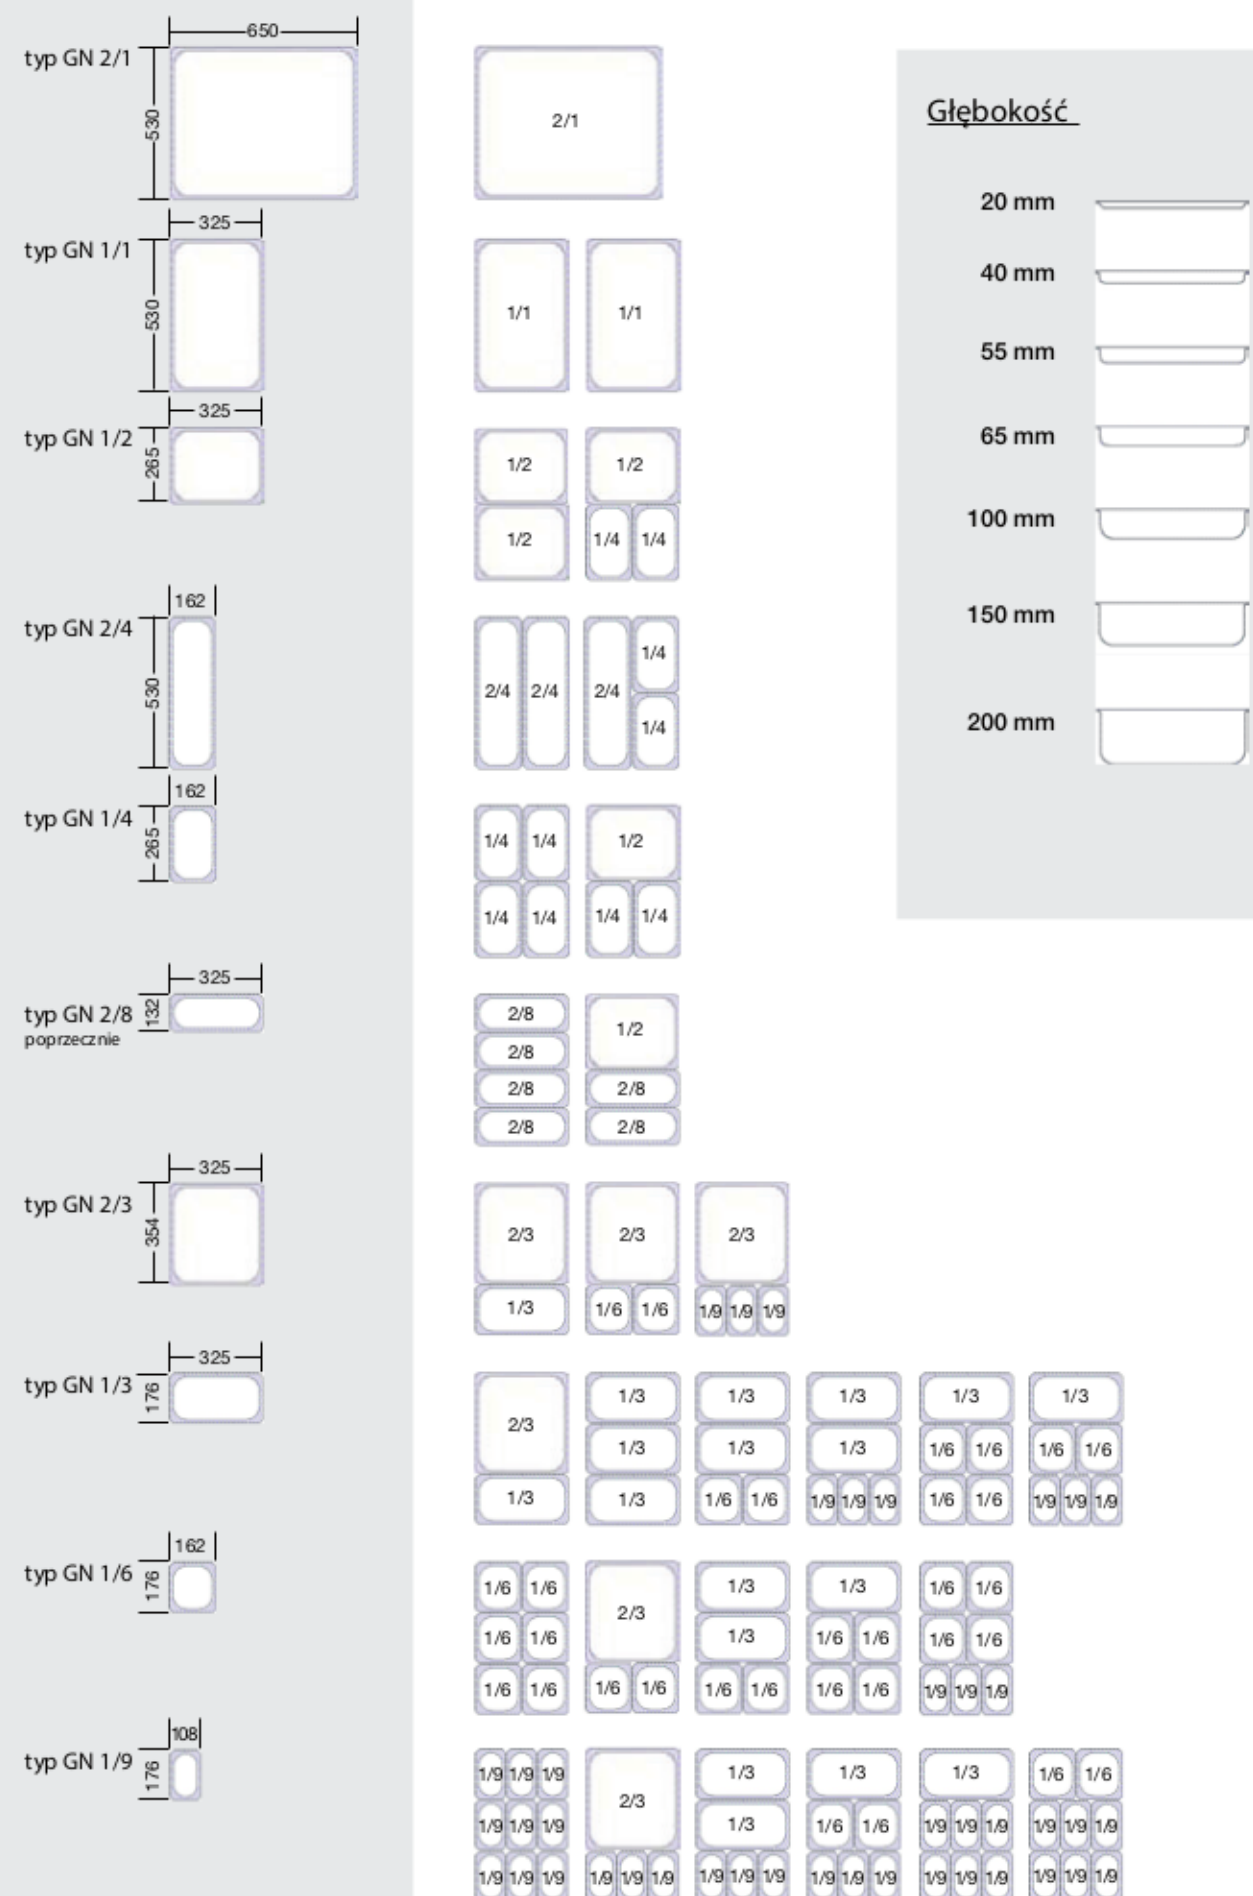 650
typ GN 2/1
530
2/1
Głębokość
20 mm
40 mm
55 mm
65 mm
100 mm
150 mm
200 mm
325
typ GN 1/1
530
1/1 1/1
325
typ GN 1/2
265
1/2 1/2
1/2 1/4 1/4
162
typ GN 2/4
530
2/4 2/4 2/4 1/4
1/4
162
typ GN 1/4
265
1/4 1/4 1/2
1/4 1/4 1/4 1/4
325
typ GN 2/8
poprzecznie
132
2/8 1/2
2/8
2/8 2/8
2/8 2/8
325
typ GN 2/3
354
2/3 2/3 2/3
1/3 1/6 1/6 1/9 1/9 1/9
325
typ GN 1/3
176
2/3 1/3 1/3 1/3 1/3 1/3
1/3 1/3 1/3 1/6 1/6 1/6 1/6
1/3 1/3 1/6 1/6 1/9 1/9 1/9 1/6 1/6 1/9 1/9 1/9
162
typ GN 1/6
176
1/6 1/6 2/3 1/3 1/3 1/6 1/6
1/6 1/6 1/3 1/6 1/6 1/6 1/6
1/6 1/6 1/6 1/6 1/6 1/6 1/6 1/6 1/9 1/9 1/9
108
typ GN 1/9
176
1/9 1/9 1/9 2/3 1/3 1/3 1/3 1/6 1/6
1/9 1/9 1/9 1/3 1/6 1/6 1/9 1/9 1/9 1/9 1/9 1/9
1/9 1/9 1/9 1/9 1/9 1/9 1/9 1/9 1/9 1/9 1/9 1/9 1/9 1/9 1/9 1/9 1/9 1/9